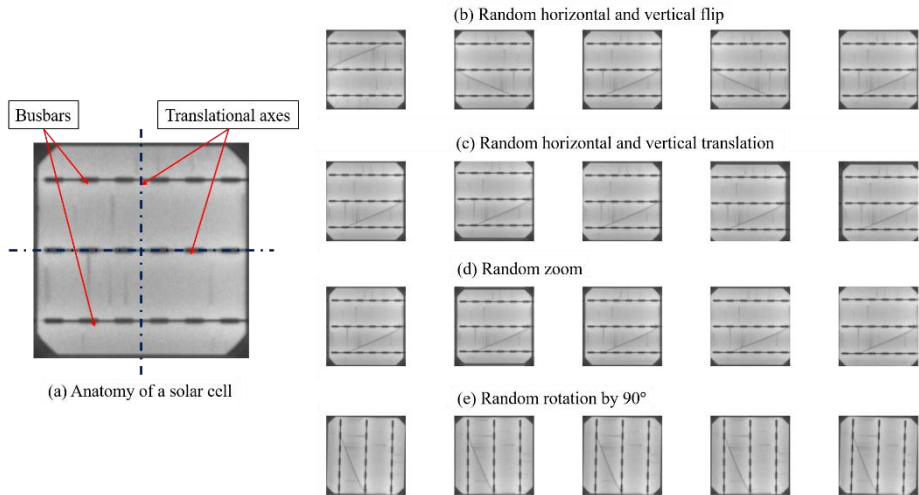 (b) Random horizontal and vertical flip
Busbars
Translational axes
(c) Random horizontal and vertical translation
(d) Random zoom
(a) Anatomy of a solar cell
(e) Random rotation by 90°